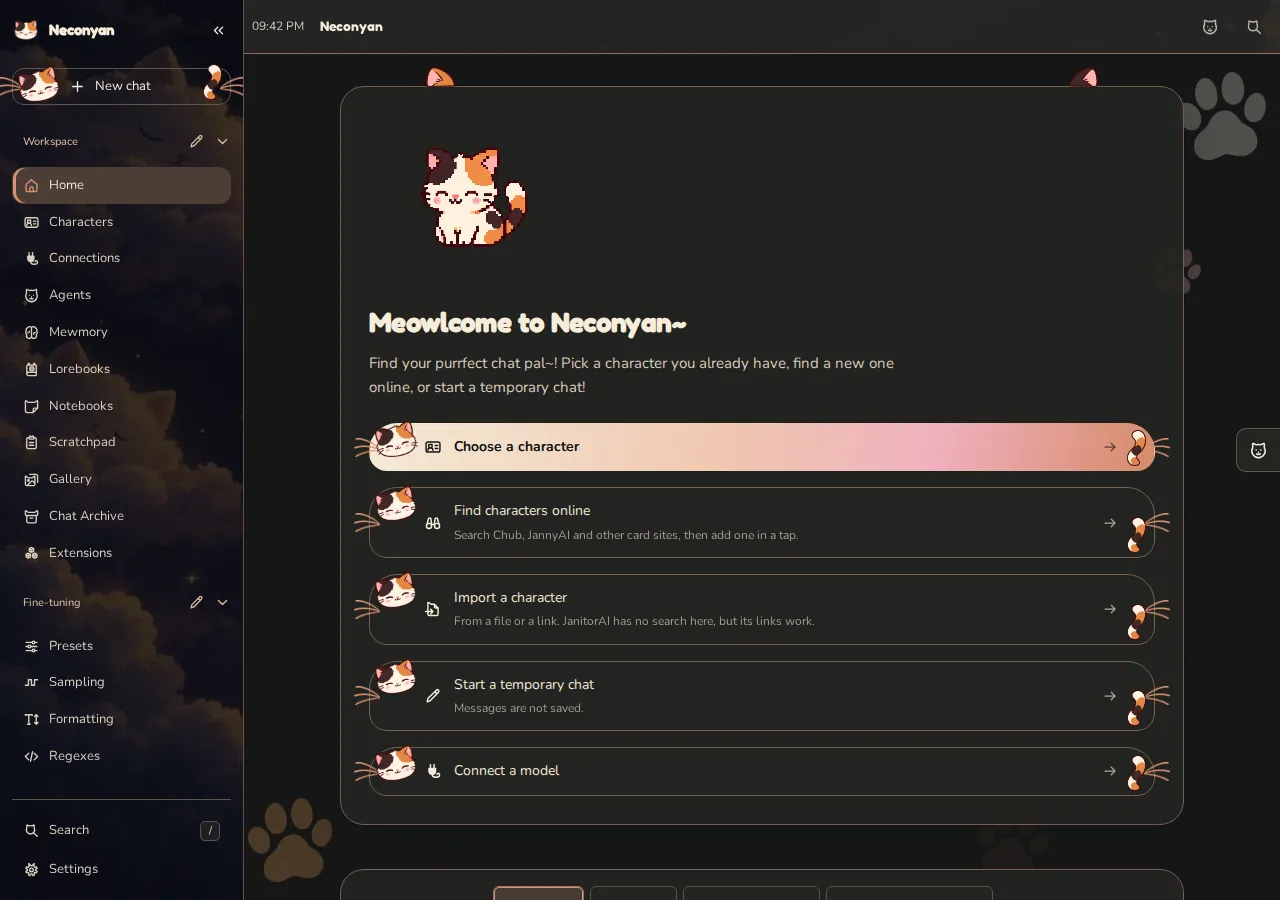 Neconyan
New chat
Workspace
Home
Characters
Connections
Agents
Mewmory
Lorebooks
Notebooks
Scratchpad
Gallery
Chat Archive
Extensions
Fine-tuning
Presets
Sampling
Formatting
Regexes
Search /
Settings
09:42 PM Neconyan
Meowlcome to Neconyan~
Find your purrfect chat pal~! Pick a character you already have, find a new one
online, or start a temporary chat!
Choose a character
Find characters online
Search Chub, JannyAI and other card sites, then add one in a tap.
Import a character
From a file or a link. JanitorAI has no search here, but its links work.
Start a temporary chat
Messages are not saved.
Connect a model